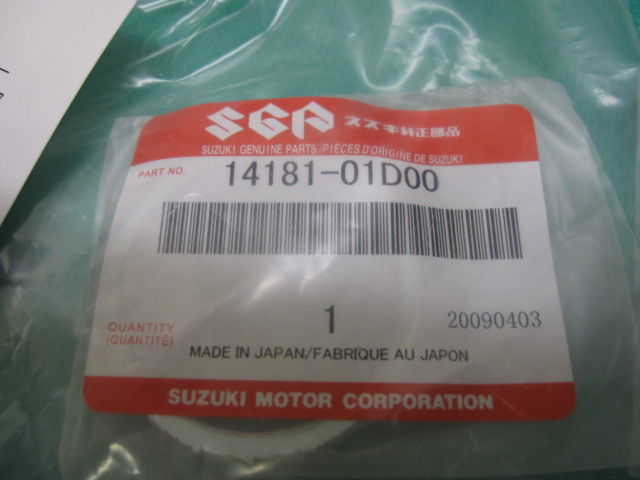 SGP スズキ純正部品
SUZUKI GENUINE PARTS/PIÈCES D'ORIGINE DE SUZUKI
PART NO. 14181-01D00
QUANTITY
(QUANTITÉ)
1
20090403
MADE IN JAPAN/FABRIQUE AU JAPON
SUZUKI MOTOR CORPORATION